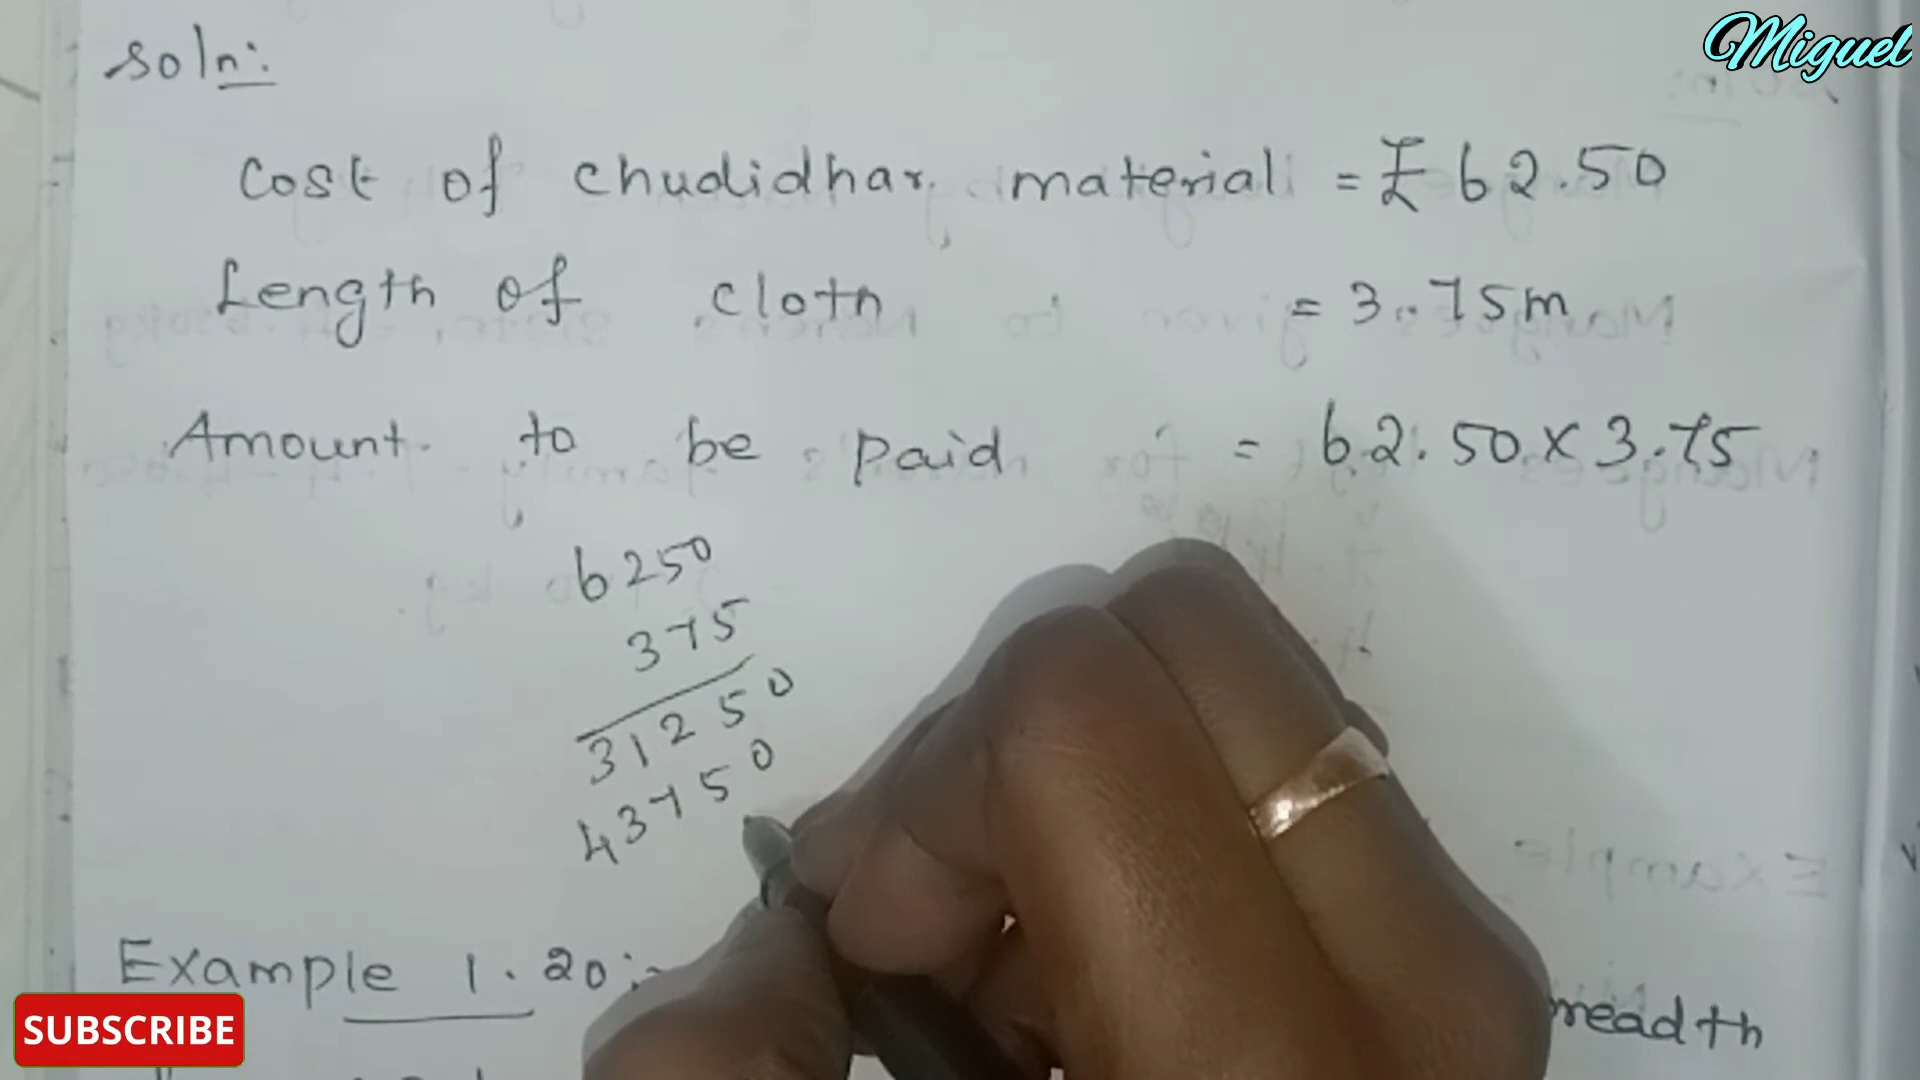 Miguel
Soln:
Cost of chudidhar material = ₹ 62.50
Length of cloth = 3.75m
Amount to be paid = 62.50 x 3.75
6250
375
31250
43750
Example 1.20:-
readth
SUBSCRIBE